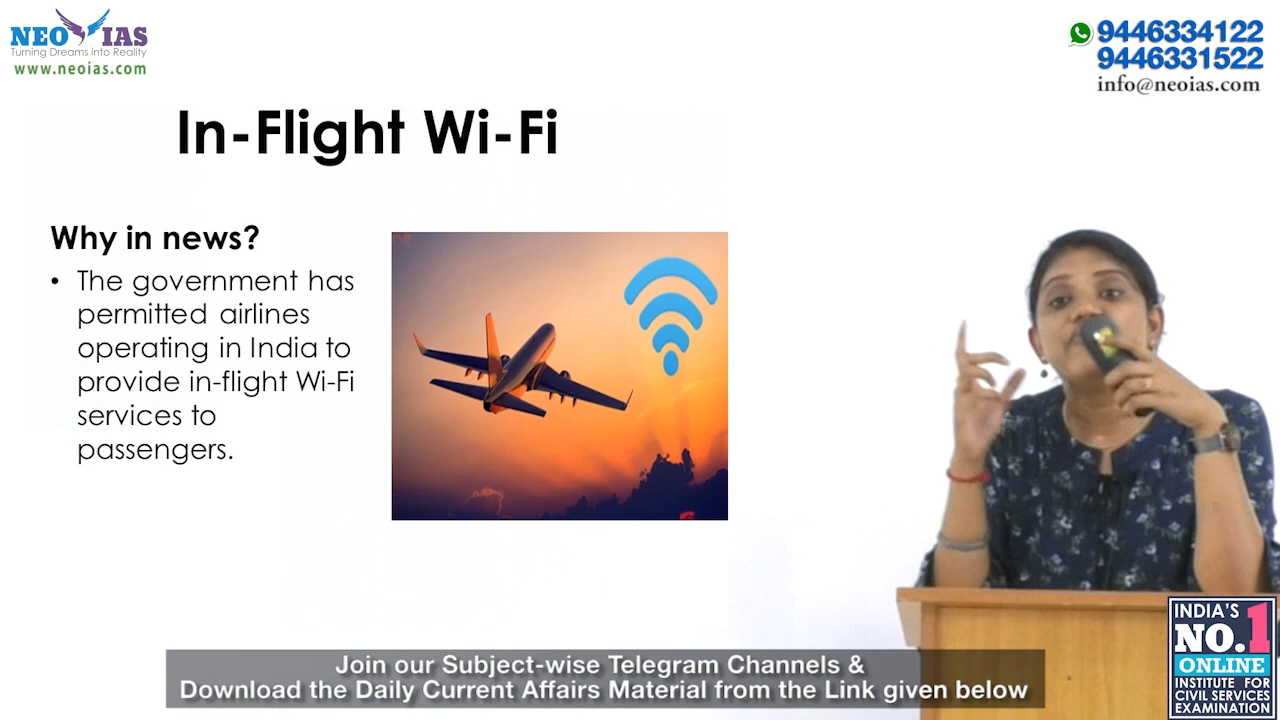 NEO IAS
Turning Dreams into Reality
www.neoias.com
9446334122
9446331522
info@neoias.com
In-Flight Wi-Fi
Why in news?
• The government has
permitted airlines
operating in India to
provide in-flight Wi-Fi
services to
passengers.
INDIA'S
NO.1
ONLINE
INSTITUTE FOR
CIVIL SERVICES
EXAMINATION
Join our Subject-wise Telegram Channels &
Download the Daily Current Affairs Material from the Link given below